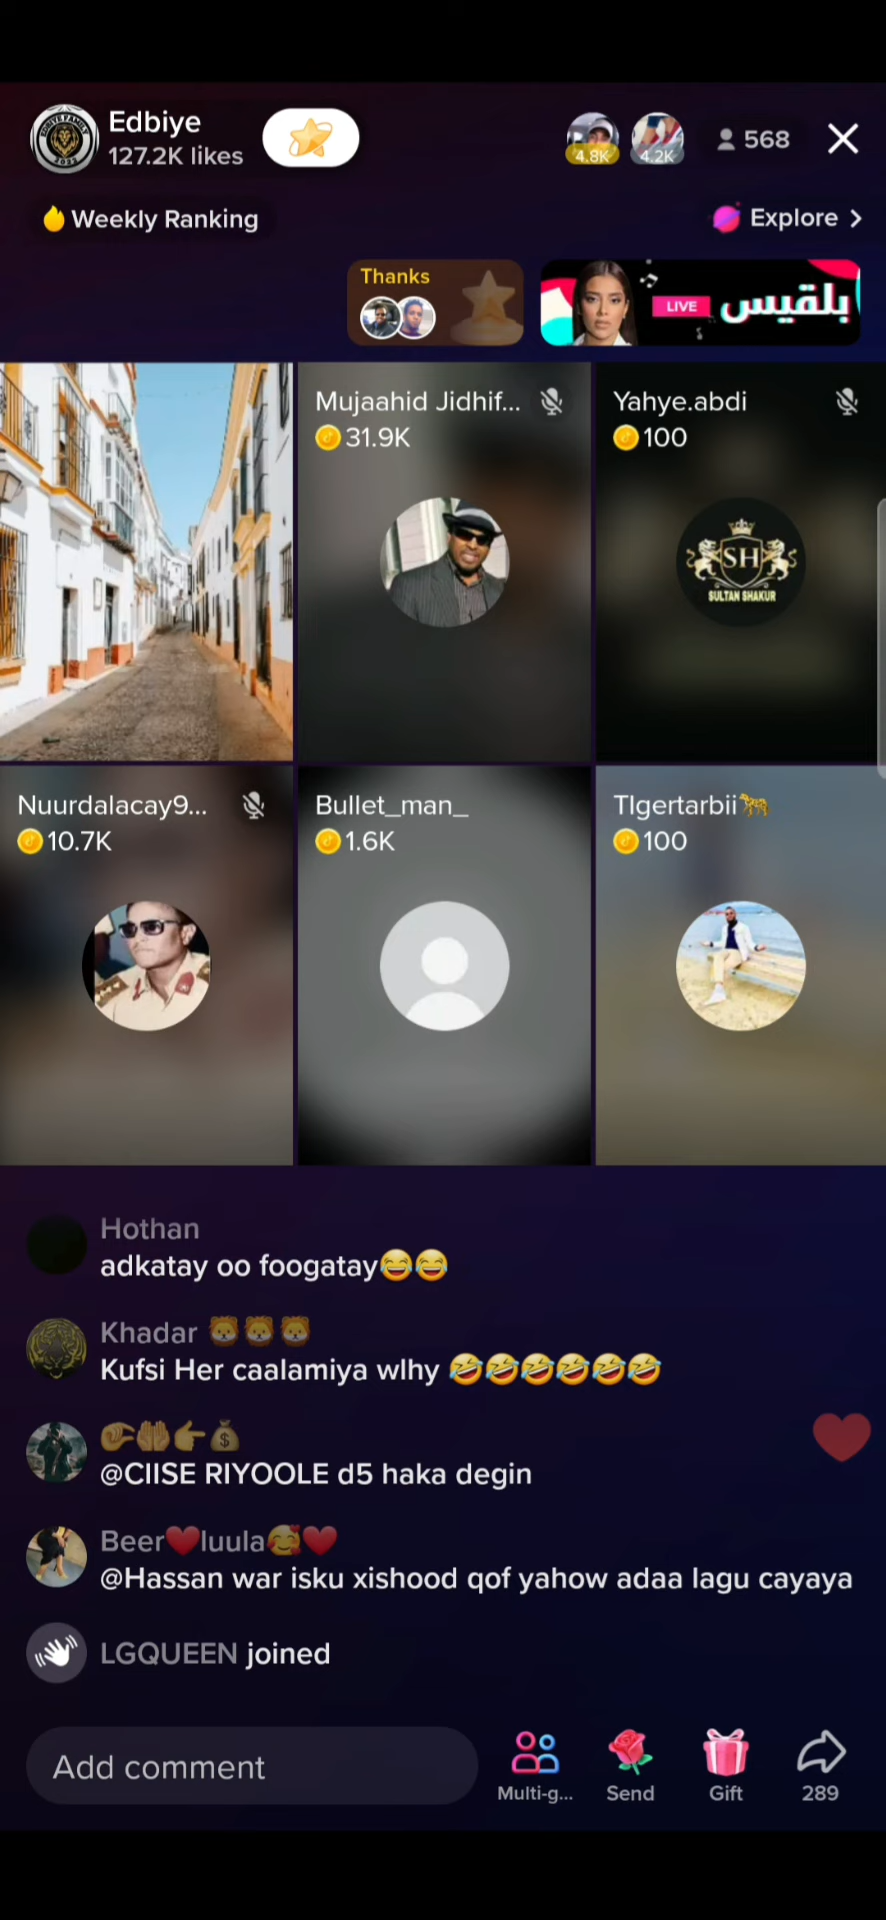 Edbiye
127.2K likes
4.8K
4.2K
568
Weekly Ranking
Explore
Thanks
LIVE
بلقيس
Mujaahid Jidhif...
31.9K
Yahye.abdi
100
SH
SULTAN SHAKUR
Nuurdalacay9...
10.7K
Bullet_man_
1.6K
TIgertarbii🐆
100
Hothan
adkatay oo foogatay😂😂
Khadar 🦁🦁🦁
Kufsi Her caalamiya wlhy 🤣🤣🤣🤣🤣🤣
🫴🤲👉💰
@CIISE RIYOOLE d5 haka degin
Beer❤️luula🥰❤️
@Hassan war isku xishood qof yahow adaa lagu cayaya
LGQUEEN joined
Add comment
Multi-g...
Send
Gift
289